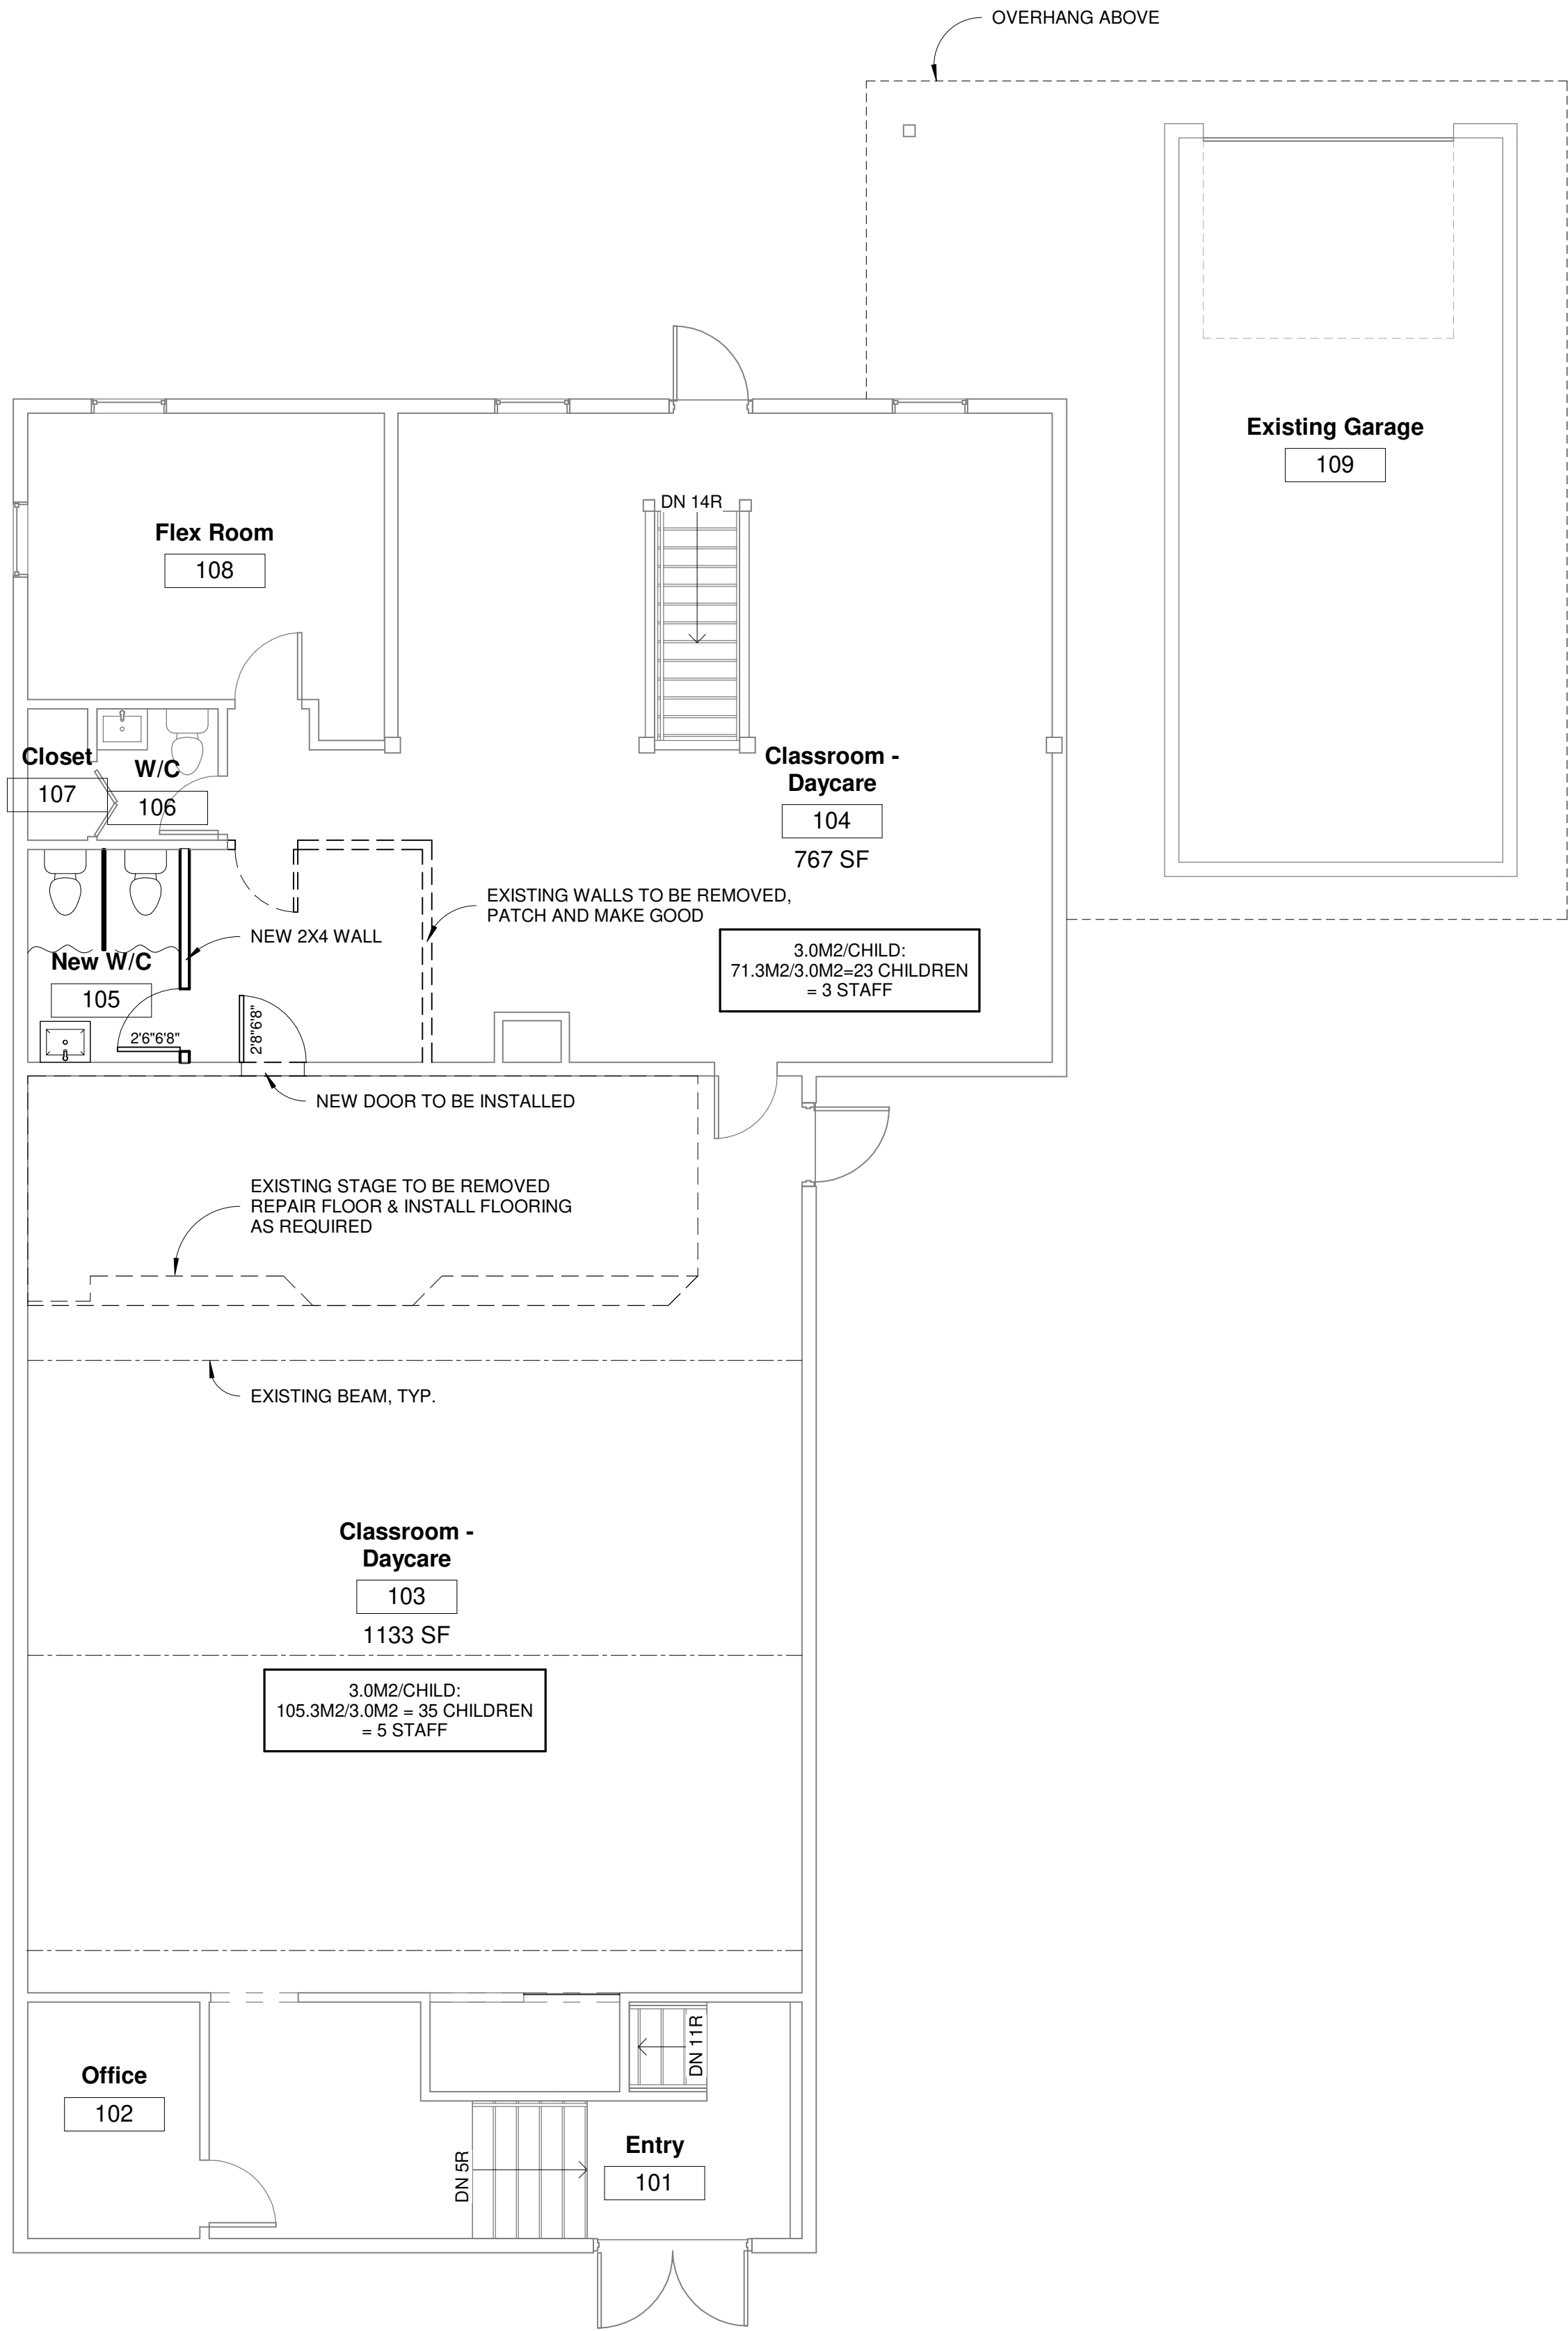 OVERHANG ABOVE
Existing Garage
109
DN 14R
Flex Room
108
Closet
107
W/C
106
Classroom -
Daycare
104
767 SF
EXISTING WALLS TO BE REMOVED,
PATCH AND MAKE GOOD
NEW 2X4 WALL
3.0M2/CHILD:
71.3M2/3.0M2=23 CHILDREN
= 3 STAFF
New W/C
105
2'6"6'8"
2'8"6'8"
NEW DOOR TO BE INSTALLED
EXISTING STAGE TO BE REMOVED
REPAIR FLOOR & INSTALL FLOORING
AS REQUIRED
EXISTING BEAM, TYP.
Classroom -
Daycare
103
1133 SF
3.0M2/CHILD:
105.3M2/3.0M2 = 35 CHILDREN
= 5 STAFF
DN 11R
Office
102
DN 5R
Entry
101